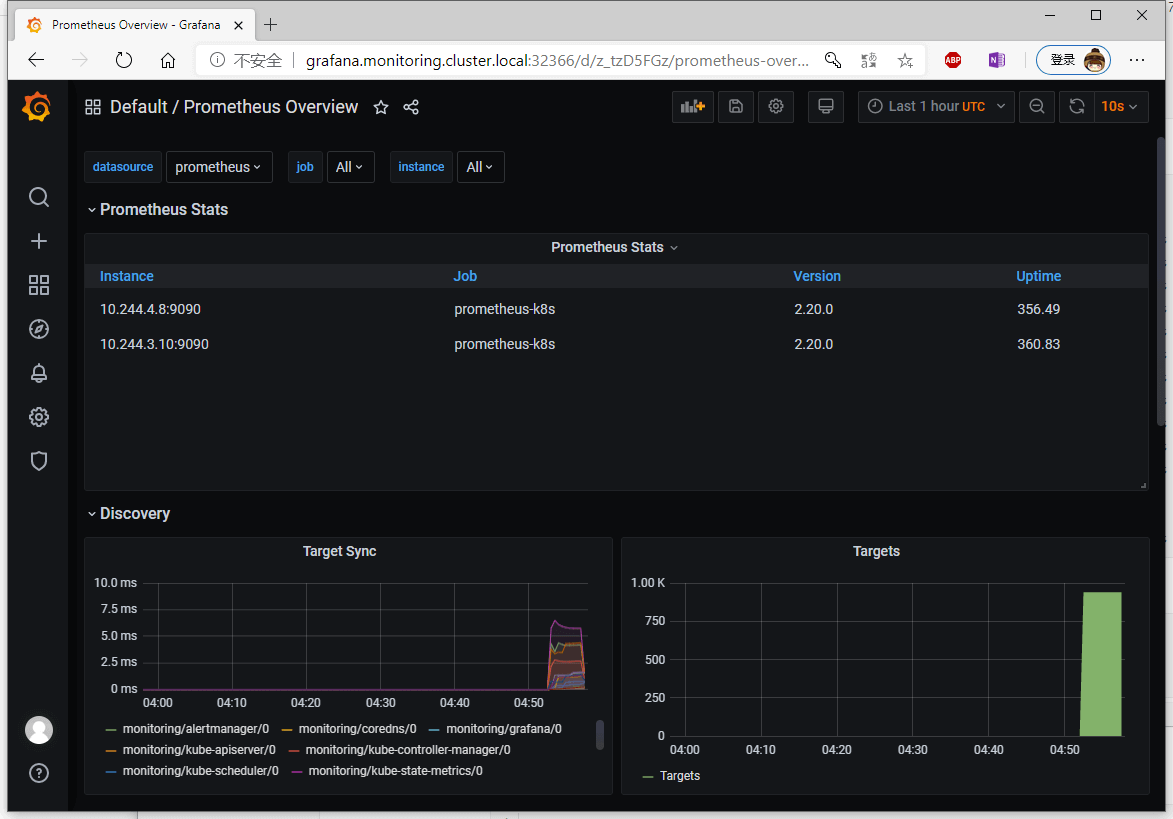 Prometheus Overview - Grafana
不安全 grafana.monitoring.cluster.local:32366/d/z_tzD5FGz/prometheus-over... ABP N 登录
Default / Prometheus Overview Last 1 hour UTC 10s
datasource prometheus job All instance All
Prometheus Stats
Prometheus Stats
Instance Job Version Uptime
10.244.4.8:9090 prometheus-k8s 2.20.0 356.49
10.244.3.10:9090 prometheus-k8s 2.20.0 360.83
Discovery
Target Sync
10.0 ms
7.5 ms
5.0 ms
2.5 ms
0 ms
04:00 04:10 04:20 04:30 04:40 04:50
monitoring/alertmanager/0 monitoring/coredns/0 monitoring/grafana/0
monitoring/kube-apiserver/0 monitoring/kube-controller-manager/0
monitoring/kube-scheduler/0 monitoring/kube-state-metrics/0
Targets
1.00 K
750
500
250
0
04:00 04:10 04:20 04:30 04:40 04:50
Targets